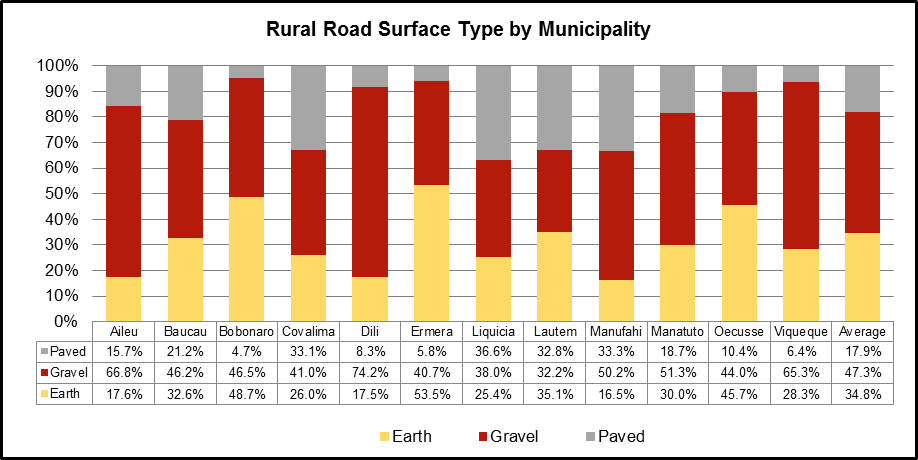 Rural Road Surface Type by Municipality
100%
90%
80%
70%
60%
50%
40%
30%
20%
10%
0%
Aileu Baucau Bobonaro Covalima Dili Ermera Liquicia Lautem Manufahi Manatuto Oecusse Viqueque Average
Paved 15.7% 21.2% 4.7% 33.1% 8.3% 5.8% 36.6% 32.8% 33.3% 18.7% 10.4% 6.4% 17.9%
Gravel 66.8% 46.2% 46.5% 41.0% 74.2% 40.7% 38.0% 32.2% 50.2% 51.3% 44.0% 65.3% 47.3%
Earth 17.6% 32.6% 48.7% 26.0% 17.5% 53.5% 25.4% 35.1% 16.5% 30.0% 45.7% 28.3% 34.8%
Earth Gravel Paved